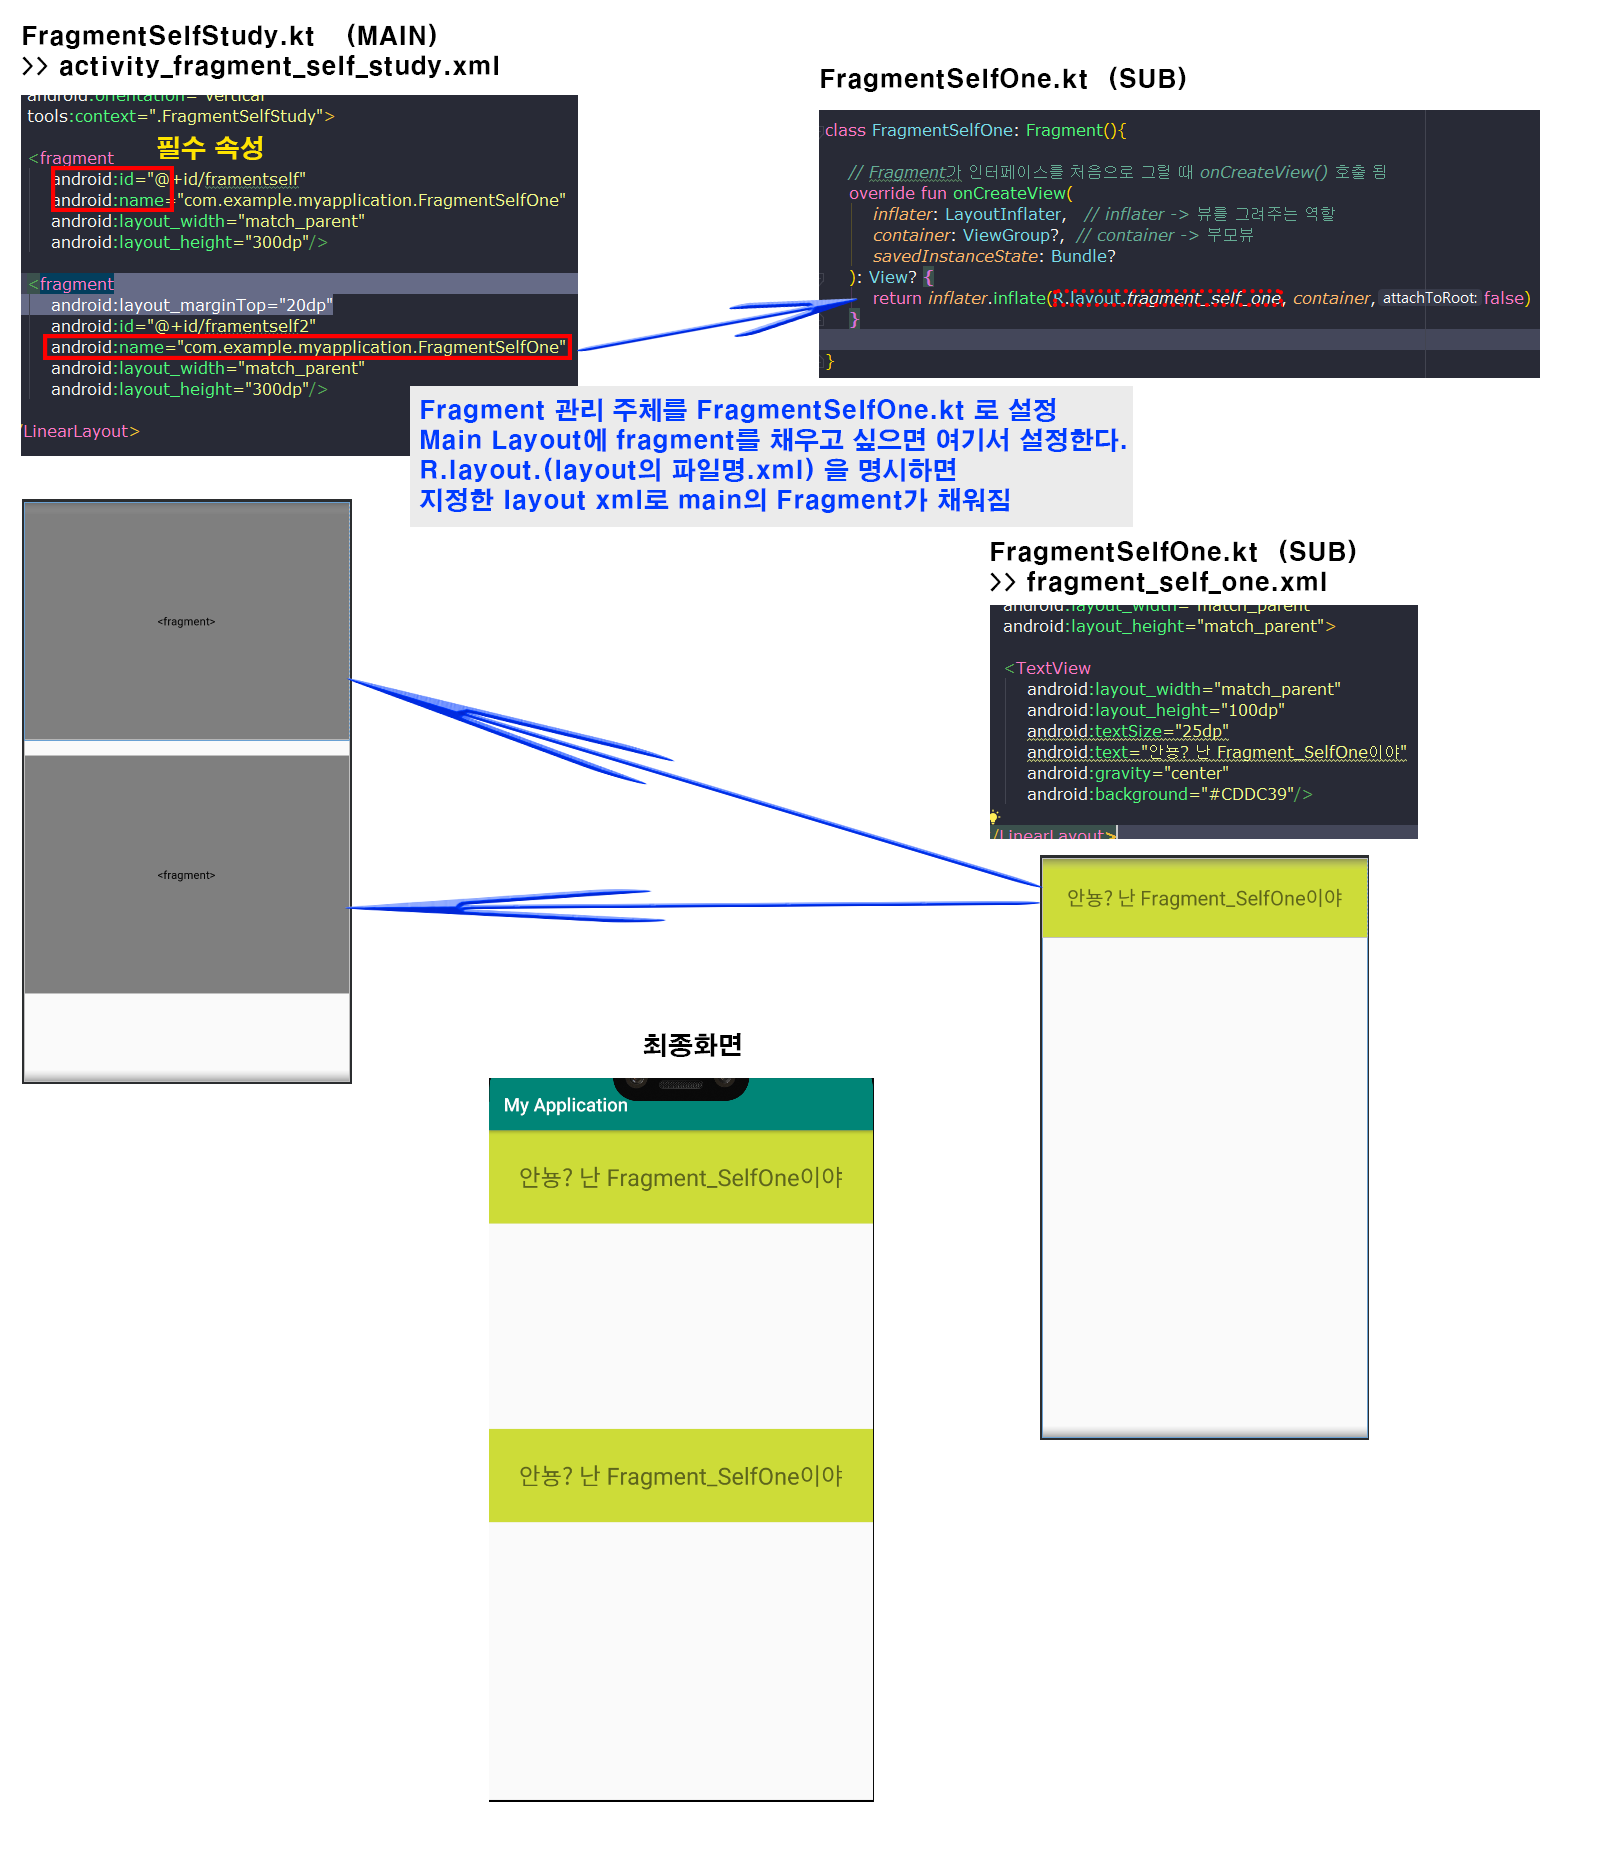 FragmentSelfStudy.kt (MAIN)
>> activity_fragment_self_study.xml
android:orientation="vertical"
tools:context=".FragmentSelfStudy">
필수 속성
<fragment
android:id="@+id/framentself"
android:name="com.example.myapplication.FragmentSelfOne"
android:layout_width="match_parent"
android:layout_height="300dp"/>
<fragment
android:layout_marginTop="20dp"
android:id="@+id/framentself2"
android:name="com.example.myapplication.FragmentSelfOne"
android:layout_width="match_parent"
android:layout_height="300dp"/>
/LinearLayout>
FragmentSelfOne.kt (SUB)
class FragmentSelfOne: Fragment(){
// Fragment가 인터페이스를 처음으로 그릴 때 onCreateView() 호출 됨
override fun onCreateView(
inflater: LayoutInflater, // inflater -> 뷰를 그려주는 역할
container: ViewGroup?, // container -> 부모뷰
savedInstanceState: Bundle?
): View? {
return inflater.inflate(R.layout.fragment_self_one, container, attachToRoot: false)
}
}
Fragment 관리 주체를 FragmentSelfOne.kt 로 설정
Main Layout에 fragment를 채우고 싶으면 여기서 설정한다.
R.layout.(layout의 파일명.xml) 을 명시하면
지정한 layout xml로 main의 Fragment가 채워짐
<fragment>
<fragment>
FragmentSelfOne.kt (SUB)
>> fragment_self_one.xml
android:layout_width="match_parent"
android:layout_height="match_parent">
<TextView
android:layout_width="match_parent"
android:layout_height="100dp"
android:textSize="25dp"
android:text="안뇽? 난 Fragment_SelfOne이야"
android:gravity="center"
android:background="#CDDC39"/>
/LinearLayout>
안뇽? 난 Fragment_SelfOne이야
최종화면
My Application
안뇽? 난 Fragment_SelfOne이야
안뇽? 난 Fragment_SelfOne이야